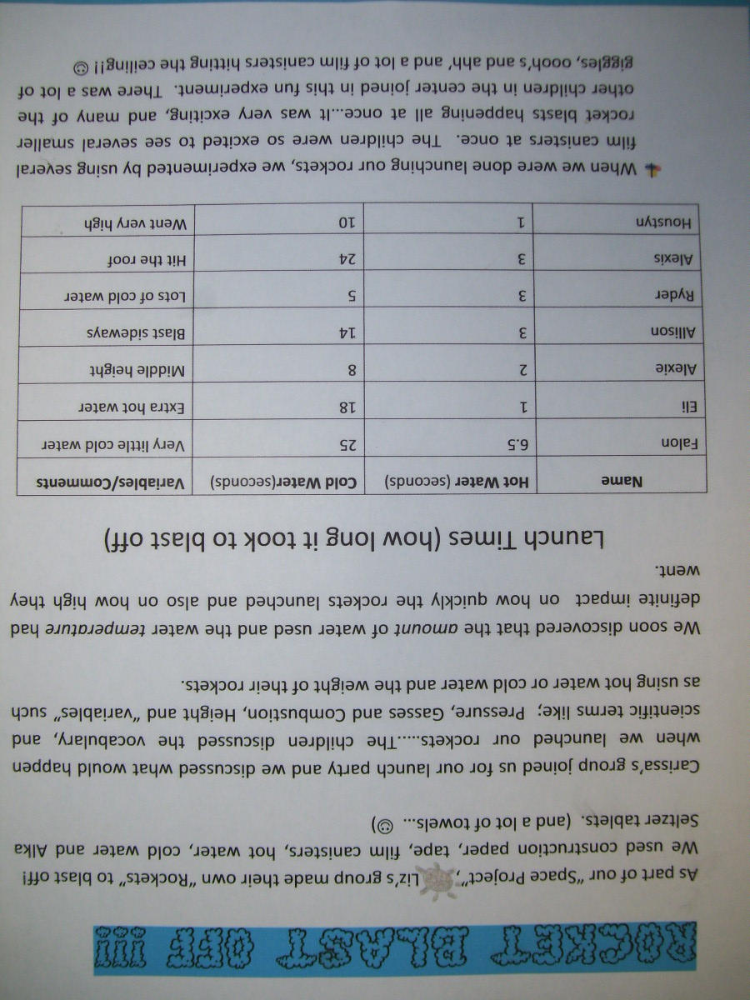 ROCKET BLAST OFF !!!
As part of our "Space Project", Liz's group made their own "Rockets" to blast off!
We used construction paper, tape, film canisters, hot water, cold water and Alka
Seltzer tablets. (and a lot of towels... ☺)
Carissa's group joined us for our launch party and we discussed what would happen
when we launched our rockets.....The children discussed the vocabulary, and
scientific terms like; Pressure, Gasses and Combustion, Height and "variables" such
as using hot water or cold water and the weight of their rockets.
We soon discovered that the amount of water used and the water temperature had
definite impact on how quickly the rockets launched and also on how high they
went.
Launch Times (how long it took to blast off)
Name Hot Water (seconds) Cold Water(seconds) Variables/Comments
Falon 6.5 25 Very little cold water
Eli 1 18 Extra hot water
Alexie 2 8 Middle height
Allison 3 14 Blast sideways
Ryder 3 5 Lots of cold water
Alexis 3 24 Hit the roof
Houstyn 1 10 Went very high
When we were done launching our rockets, we experimented by using several
film canisters at once. The children were so excited to see several smaller
rocket blasts happening all at once...It was very exciting, and many of the
other children in the center joined in this fun experiment. There was a lot of
giggles, oooh's and ahh' and a lot of film canisters hitting the ceiling!! ☺